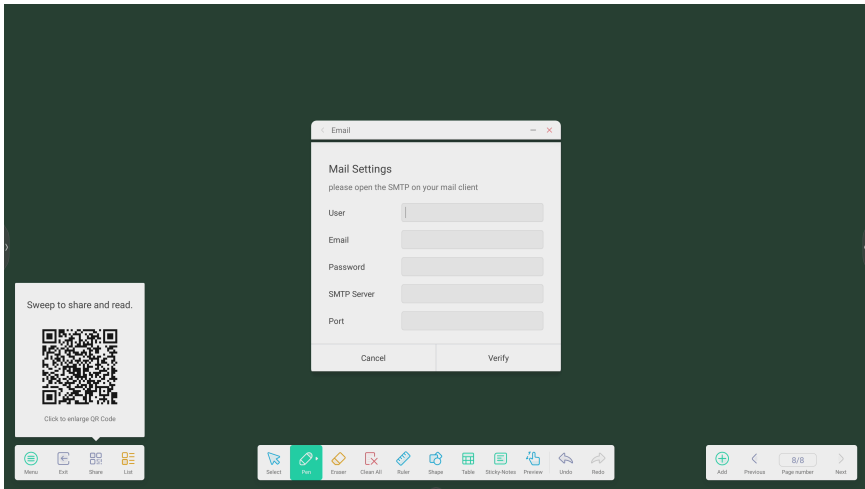 Email
Mail Settings
please open the SMTP on your mail client
User
Email
Password
SMTP Server
Port
Cancel Verify
Sweep to share and read.
Click to enlarge QR Code
Menu Exit Share List
Select Pen Eraser Clean All Ruler Shape Table Sticky-Notes Preview Undo Redo
8/8
Add Previous Page number Next